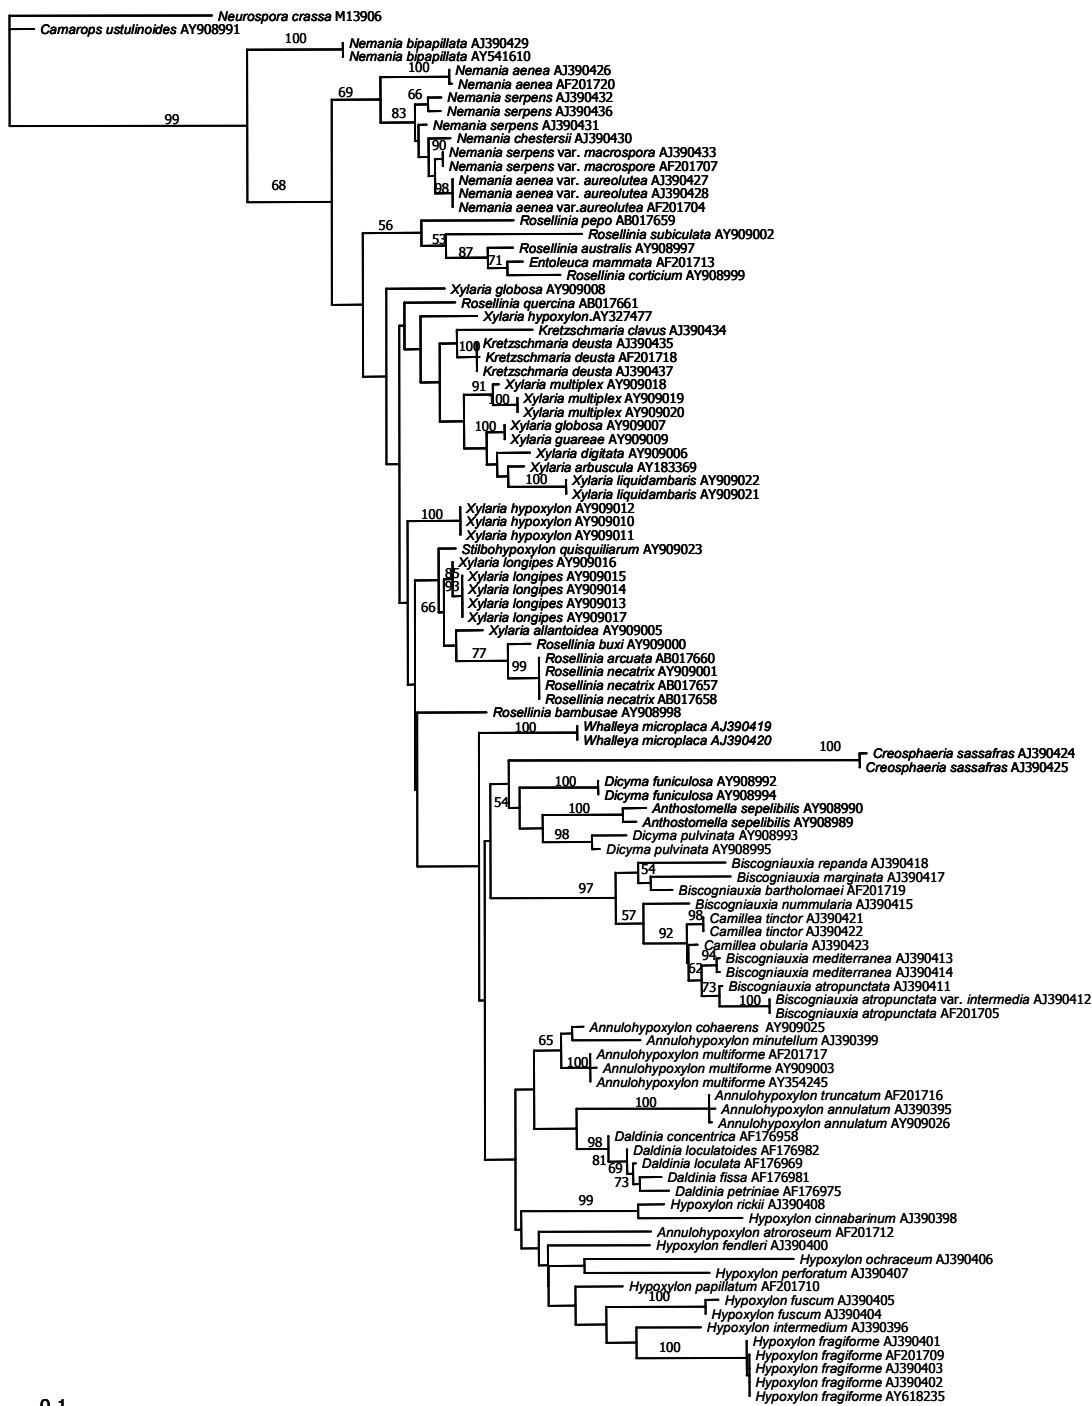 Neurospora crassa M13906
Camarops ustulinoides AY908991
100
Nemania bipapillata AJ390429
Nemania bipapillata AY541610
100
Nemania aenea AJ390426
Nemania aenea AF201720
69
66
Nemania serpens AJ390432
Nemania serpens AJ390436
83
99
Nemania serpens AJ390431
Nemania chestersii AJ390430
90
Nemania serpens var. macrospora AJ390433
Nemania serpens var. macrospore AF201707
Nemania aenea var. aureolutea AJ390427
68
98
Nemania aenea var. aureolutea AJ390428
Nemania aenea var.aureolutea AF201704
56
Rosellinia pepo AB017659
53
Rosellinia subiculata AY909002
87
Rosellinia australis AY908997
71
Entoleuca mammata AF201713
Rosellinia corticium AY908999
Xylaria globosa AY909008
Rosellinia quercina AB017661
Xylaria hypoxylon.AY327477
Kretzschmaria clavus AJ390434
100
Kretzschmaria deusta AJ390435
Kretzschmaria deusta AF201718
Kretzschmaria deusta AJ390437
91
Xylaria multiplex AY909018
100
Xylaria multiplex AY909019
Xylaria multiplex AY909020
100
Xylaria globosa AY909007
Xylaria guareae AY909009
Xylaria digitata AY909006
Xylaria arbuscula AY183369
100
Xylaria liquidambaris AY909022
Xylaria liquidambaris AY909021
100
Xylaria hypoxylon AY909012
Xylaria hypoxylon AY909010
Xylaria hypoxylon AY909011
Stilbohypoxylon quisquiliarum AY909023
Xylaria longipes AY909016
85
Xylaria longipes AY909015
93
Xylaria longipes AY909014
66
Xylaria longipes AY909013
Xylaria longipes AY909017
Xylaria allantoidea AY909005
77
Rosellinia buxi AY909000
99
Rosellinia arcuata AB017660
Rosellinia necatrix AY909001
Rosellinia necatrix AB017657
Rosellinia necatrix AB017658
Rosellinia bambusae AY908998
100
Whalleya microplaca AJ390419
Whalleya microplaca AJ390420
100
Creosphaeria sassafras AJ390424
Creosphaeria sassafras AJ390425
100
Dicyma funiculosa AY908992
54
Dicyma funiculosa AY908994
100
Anthostomella sepelibilis AY908990
Anthostomella sepelibilis AY908989
98
Dicyma pulvinata AY908993
Dicyma pulvinata AY908995
Biscogniauxia repanda AJ390418
54
Biscogniauxia marginata AJ390417
97
Biscogniauxia bartholomaei AF201719
Biscogniauxia nummularia AJ390415
57
98
Camillea tinctor AJ390421
92
Camillea tinctor AJ390422
Camillea obularia AJ390423
94
Biscogniauxia mediterranea AJ390413
62
Biscogniauxia mediterranea AJ390414
73
Biscogniauxia atropunctata AJ390411
100
Biscogniauxia atropunctata var. intermedia AJ390412
Biscogniauxia atropunctata AF201705
Annulohypoxylon cohaerens AY909025
65
Annulohypoxylon minutellum AJ390399
Annulohypoxylon multiforme AF201717
100
Annulohypoxylon multiforme AY909003
Annulohypoxylon multiforme AY354245
Annulohypoxylon truncatum AF201716
100
Annulohypoxylon annulatum AJ390395
Annulohypoxylon annulatum AY909026
98
Daldinia concentrica AF176958
Daldinia loculatoides AF176982
81
69
Daldinia loculata AF176969
73
Daldinia fissa AF176981
Daldinia petriniae AF176975
99
Hypoxylon rickii AJ390408
Hypoxylon cinnabarinum AJ390398
Annulohypoxylon atroroseum AF201712
Hypoxylon fendleri AJ390400
Hypoxylon ochraceum AJ390406
Hypoxylon perforatum AJ390407
Hypoxylon papillatum AF201710
100
Hypoxylon fuscum AJ390405
Hypoxylon fuscum AJ390404
Hypoxylon intermedium AJ390396
100
Hypoxylon fragiforme AJ390401
Hypoxylon fragiforme AF201709
Hypoxylon fragiforme AJ390403
Hypoxylon fragiforme AJ390402
Hypoxylon fragiforme AY618235
0.1